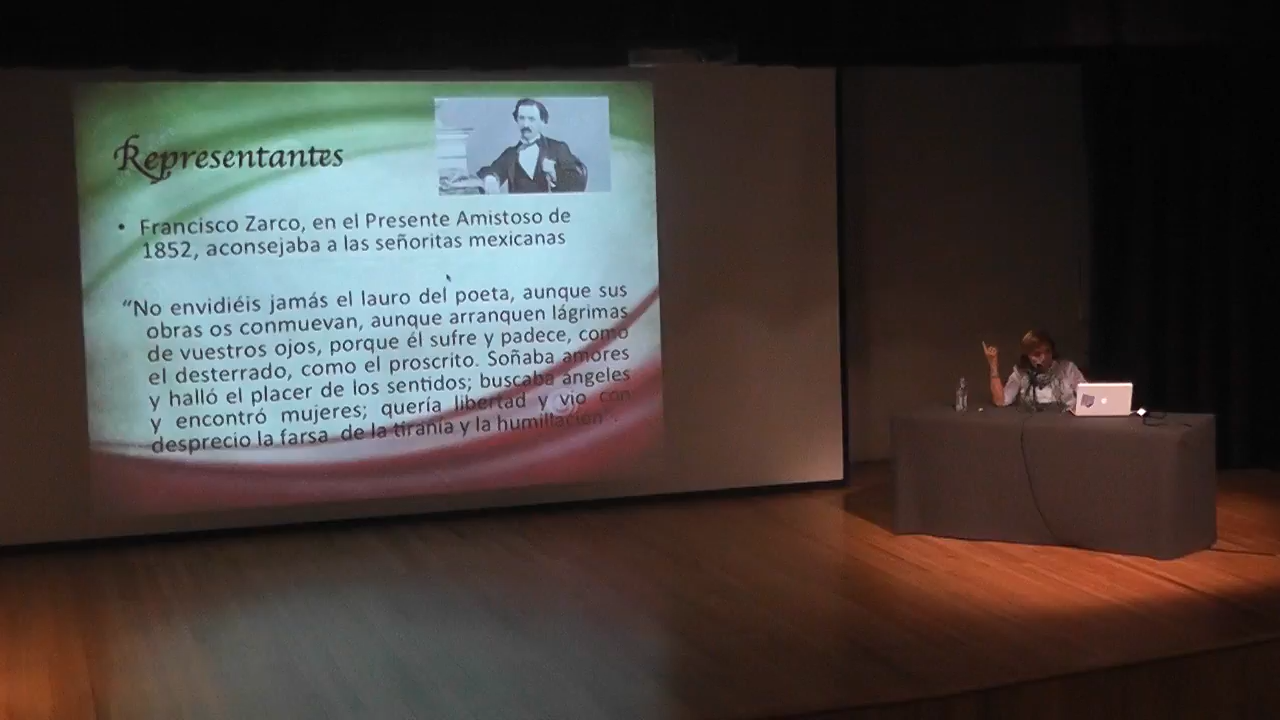 Representantes
• Francisco Zarco, en el Presente Amistoso de
1852, aconsejaba a las señoritas mexicanas
“No envidiéis jamás el lauro del poeta, aunque sus
obras os conmuevan, aunque arranquen lágrimas
de vuestros ojos, porque él sufre y padece, como
el desterrado, como el proscrito. Soñaba amores
y halló el placer de los sentidos; buscaba ángeles
y encontró mujeres; quería libertad y vio con
desprecio la farsa de la tiranía y la humillación”.